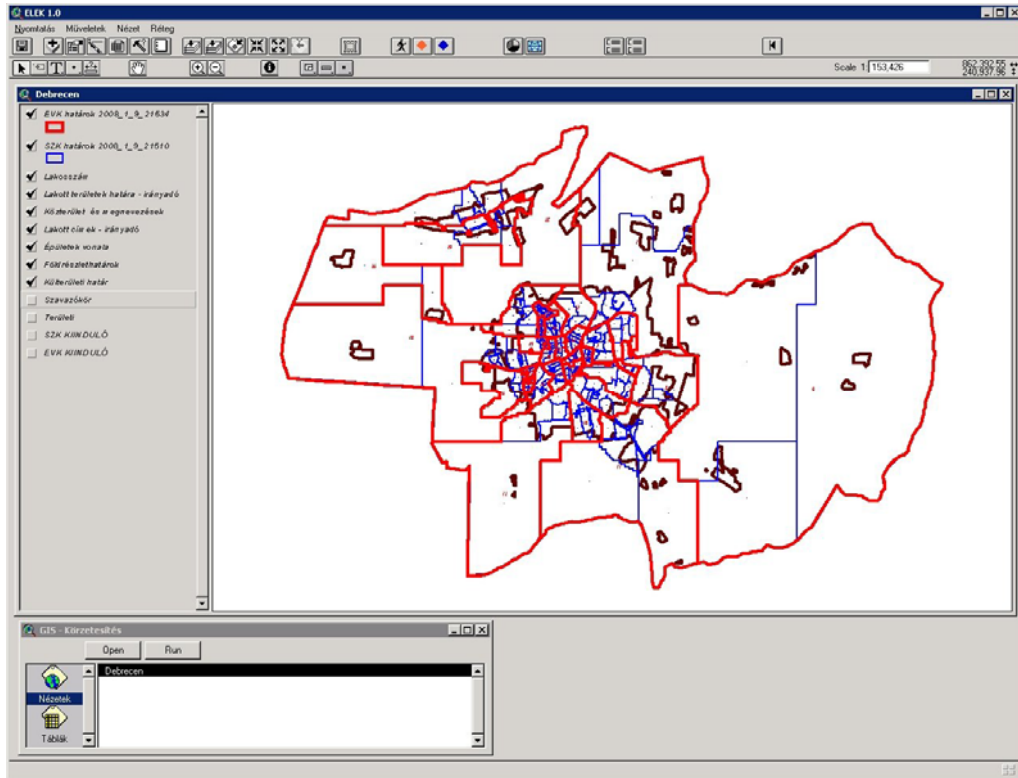 ELEK 1.0
Nyomtatás Műveletek Nézet Réteg
Scale 1: 153,426
862,392.55
240,937.96
Debrecen
EVK határok 2008_1_9_21634
SZK határok 2008_1_9_21610
Lakosszám
Lakott területek határa - irányadó
Közterület és megnevezések
Lakott címek - irányadó
Épületek vonala
Földrészlethatárok
Külterületi határ
Szavazókör
Területi
SZK KIINDULÓ
EVK KIINDULÓ
GIS - Körzetesítés
Open Run
Debrecen
Nézetek
Táblák